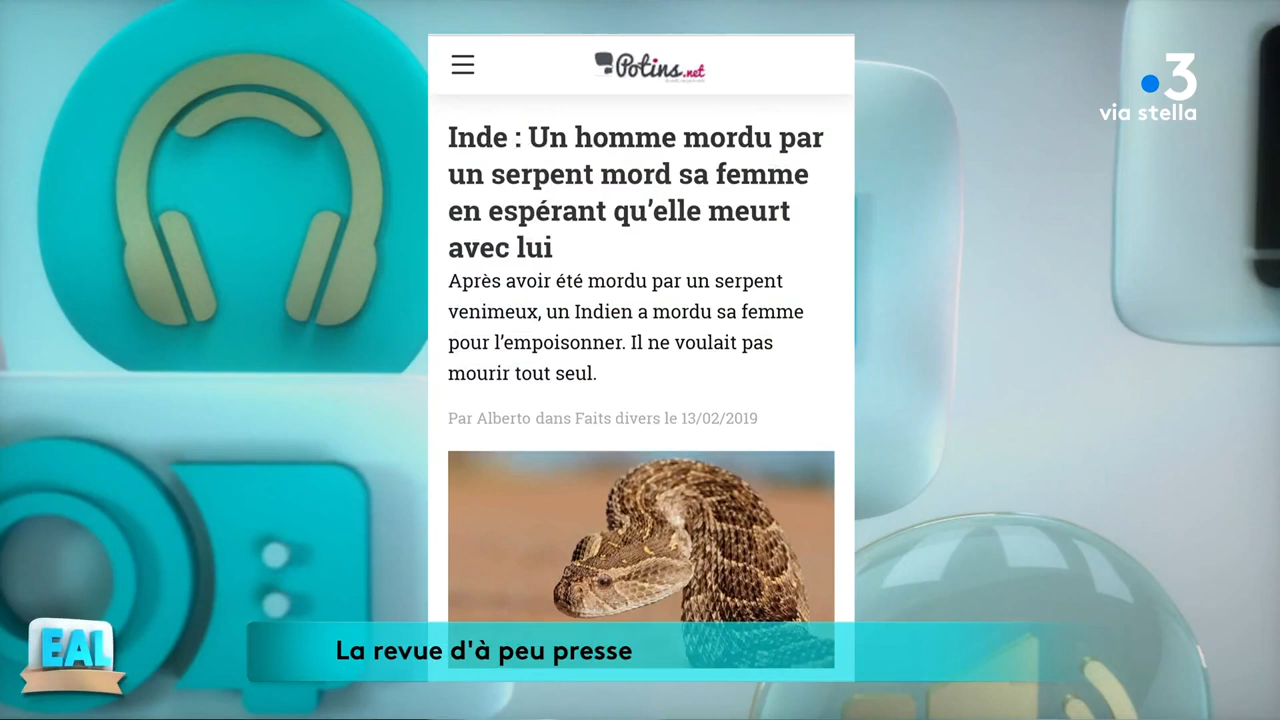 Potins.net
3
via stella
Inde : Un homme mordu par
un serpent mord sa femme
en espérant qu’elle meurt
avec lui
Après avoir été mordu par un serpent
venimeux, un Indien a mordu sa femme
pour l’empoisonner. Il ne voulait pas
mourir tout seul.
Par Alberto dans Faits divers le 13/02/2019
EAL
La revue d'à peu presse